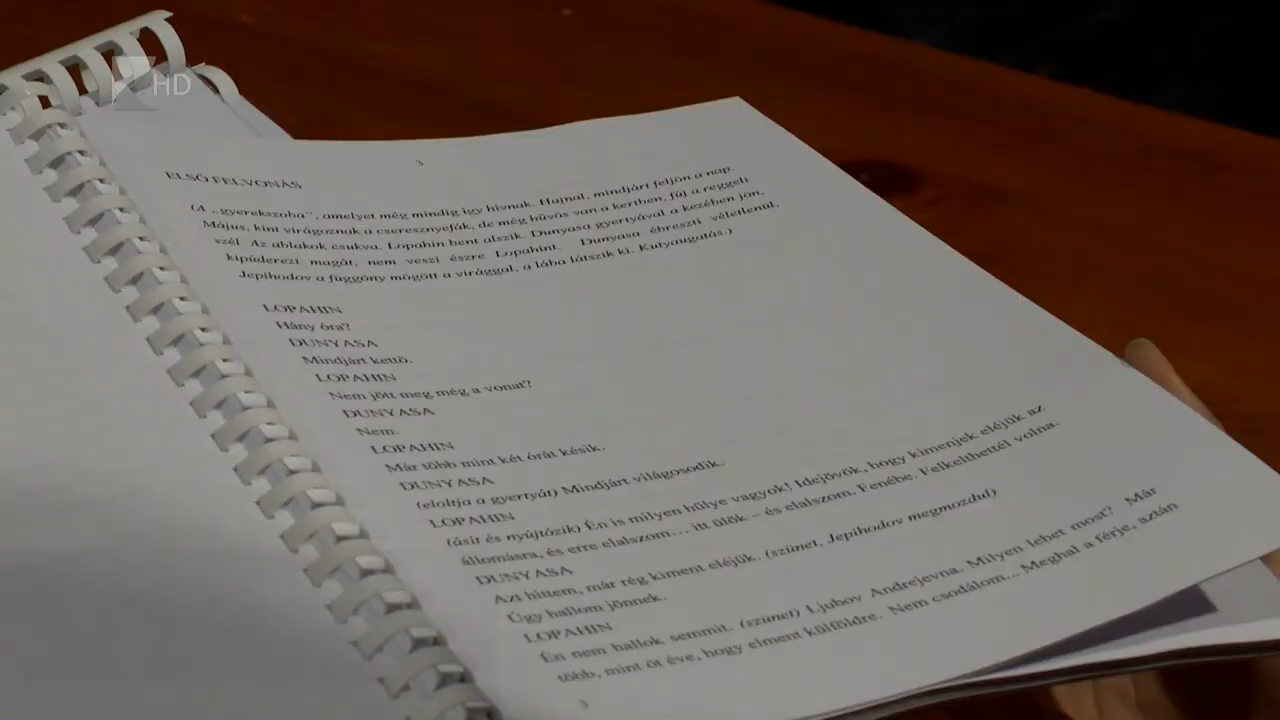 HD
3
ELSŐ FELVONÁS
(A „gyerekszoba", amelyet még mindig így hívnak. Hajnal, mindjárt feljön a nap.
Május, kint virágoznak a cseresznyefák, de még hűvös van a kertben, fúj a reggeli
szél. Az ablakok csukva. Lopahin bent alszik. Dunyasa gyertyával a kezében jön,
kipúderezi magát, nem veszi észre Lopahint. Dunyasa ébreszti véletlenül.
Jepihodov a függöny mögött a virággal, a lába látszik ki. Kutyaugatás.)
LOPAHIN
Hány óra?
DUNYASA
Mindjárt kettő.
LOPAHIN
Nem jött meg még a vonat?
DUNYASA
Nem.
LOPAHIN
Már több mint két órát késik.
DUNYASA
(eloltja a gyertyát) Mindjárt világosodik.
LOPAHIN
(ásít és nyújtózik) Én is milyen hülye vagyok! Idejövök, hogy kimenjek eléjük az
állomásra, és erre elalszom... itt ülök – és elalszom. Fenébe. Felkelthettél volna.
DUNYASA
Azt hittem, már rég kiment eléjük. (szünet, Jepihodov megmozdul)
Úgy hallom jönnek.
LOPAHIN
Én nem hallok semmit. (szünet) Ljubov Andrejevna. Milyen lehet most? Már
több, mint öt éve, hogy elment külföldre. Nem csodálom... Meghal a férje, aztán
3